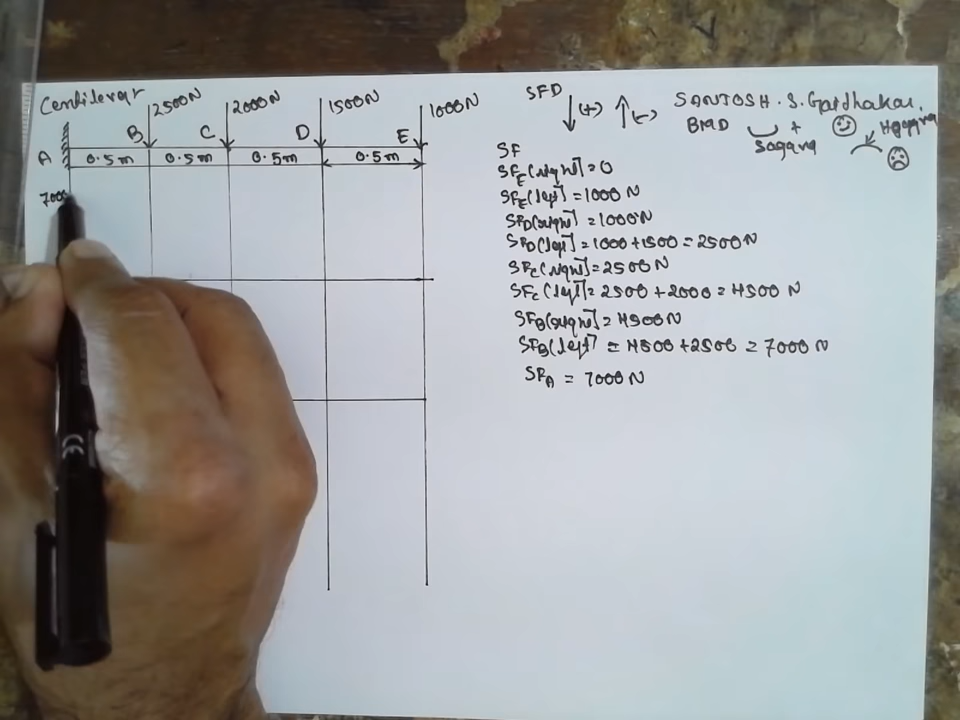 Cantilever
2500N 2000N 1500N 1000N
A B C D E
0.5m 0.5m 0.5m 0.5m
SFD (+) (-)
SANTOSH. S. Gaidhakar.
BMD +
Sagging
Hogging
SF
SFE(right)=0
SFE(left)=1000 N
SFD(right)=1000N
SFD(left)=1000+1500=2500N
SFC(right)=2500N
SFC(left)=2500+2000=4500 N
SFB(right)=4500N
SFB(left)=4500+2500=7000N
SFA = 7000N